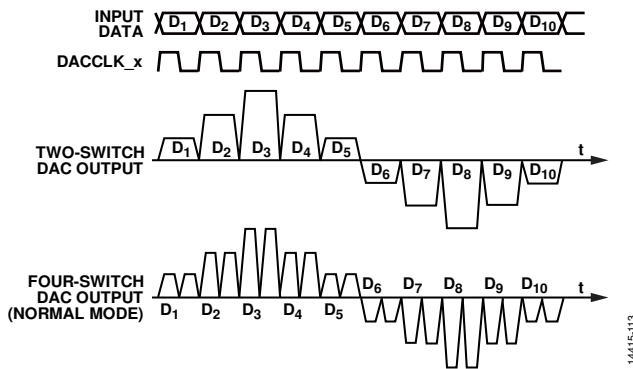 INPUT
DATA
D1 D2 D3 D4 D5 D6 D7 D8 D9 D10
DACCLK_x
TWO-SWITCH
DAC OUTPUT
D1 D2 D3 D4 D5
t
D6 D7 D8 D9 D10
FOUR-SWITCH
DAC OUTPUT
(NORMAL MODE)
D6 D7 D8 D9 D10
t
D1 D2 D3 D4 D5
14415-113